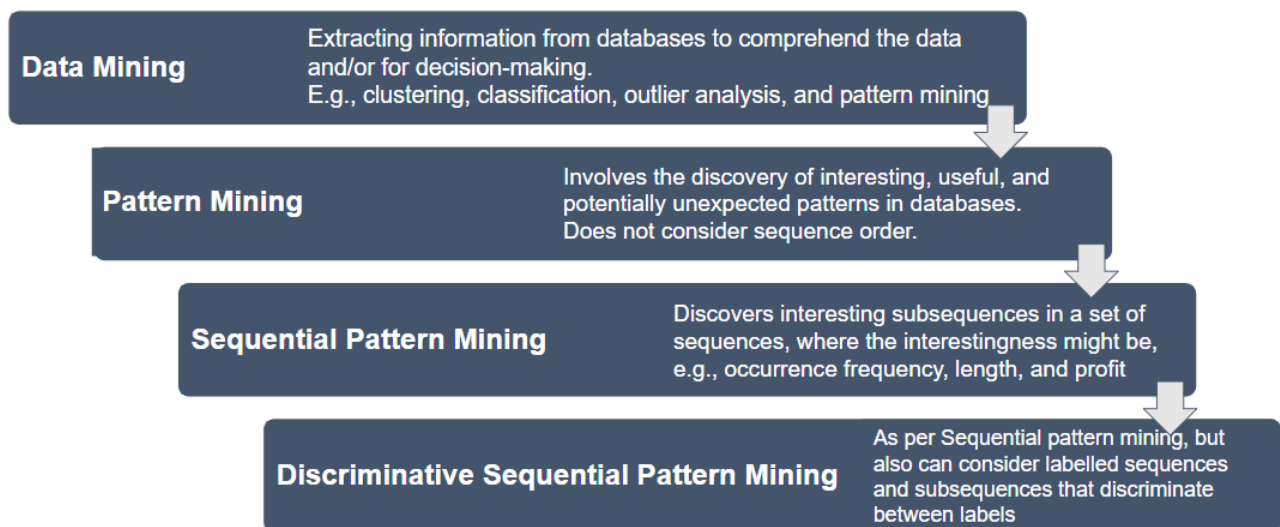 Data Mining
Extracting information from databases to comprehend the data
and/or for decision-making.
E.g., clustering, classification, outlier analysis, and pattern mining
Pattern Mining
Involves the discovery of interesting, useful, and
potentially unexpected patterns in databases.
Does not consider sequence order.
Sequential Pattern Mining
Discovers interesting subsequences in a set of
sequences, where the interestingness might be,
e.g., occurrence frequency, length, and profit
Discriminative Sequential Pattern Mining
As per Sequential pattern mining, but
also can consider labelled sequences
and subsequences that discriminate
between labels